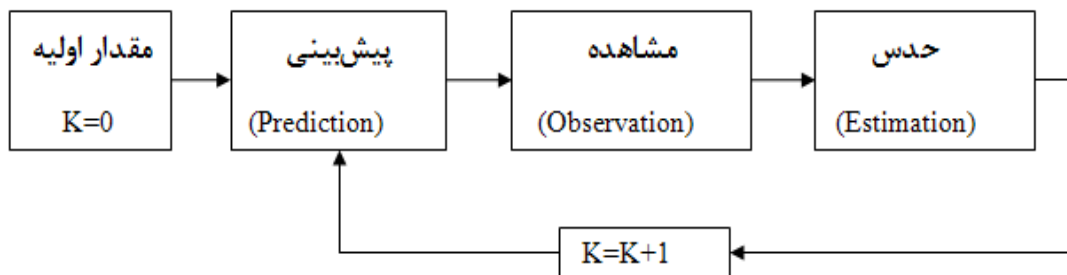 مقدار اولیه
K=0
پیش‌بینی
(Prediction)
مشاهده
(Observation)
حدس
(Estimation)
K=K+1